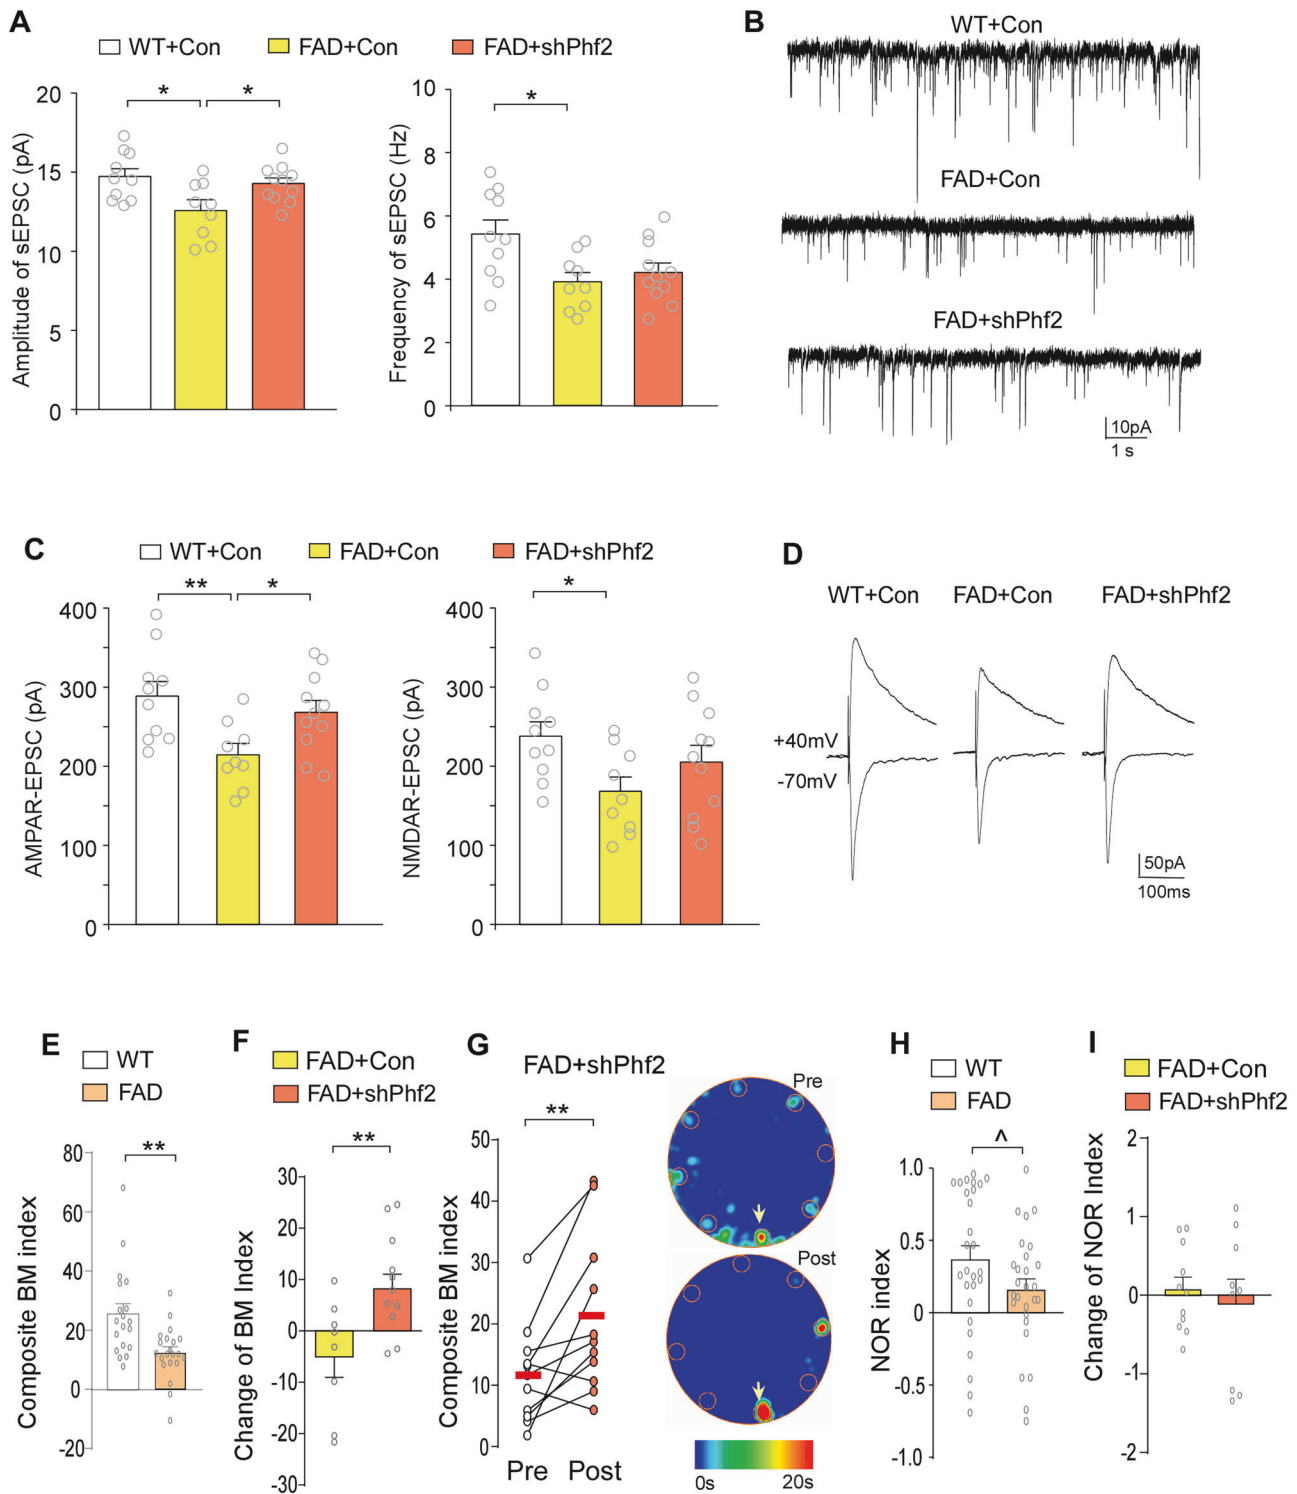 A
WT+Con
FAD+Con
FAD+shPhf2
Amplitude of sEPSC (pA)
20
15
10
5
0
*
*
Frequency of sEPSC (Hz)
10
8
6
4
2
0
*
B
WT+Con
FAD+Con
FAD+shPhf2
10pA
1 s
C
WT+Con
FAD+Con
FAD+shPhf2
AMPAR-EPSC (pA)
400
300
200
100
0
**
*
NMDAR-EPSC (pA)
400
300
200
100
0
*
D
WT+Con
FAD+Con
FAD+shPhf2
+40mV
-70mV
50pA
100ms
E
WT
FAD
Composite BM index
80
60
40
20
0
-20
**
F
FAD+Con
FAD+shPhf2
Change of BM Index
30
20
10
0
-10
-20
-30
**
G
FAD+shPhf2
Composite BM index
50
40
30
20
10
0
**
Pre
Post
Pre
Post
0s
20s
H
WT
FAD
NOR index
1.0
0.5
0
-0.5
-1.0
^
I
FAD+Con
FAD+shPhf2
Change of NOR Index
2
1
0
-1
-2